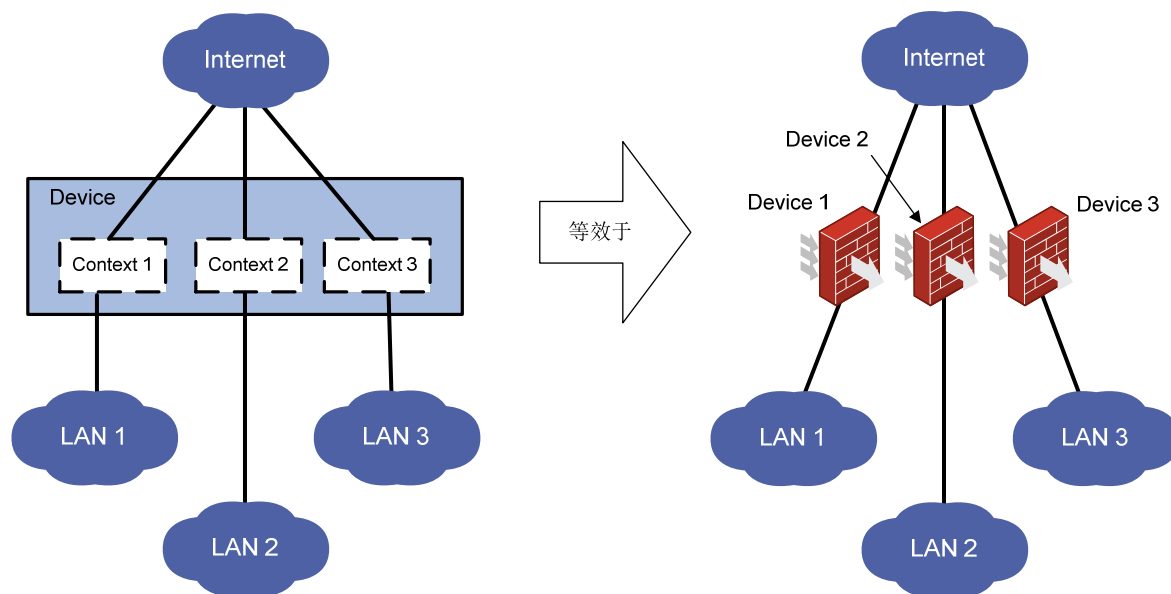 Internet
Device
Context 1
Context 2
Context 3
LAN 1
LAN 3
LAN 2
等效于
Internet
Device 2
Device 1
Device 3
LAN 1
LAN 3
LAN 2